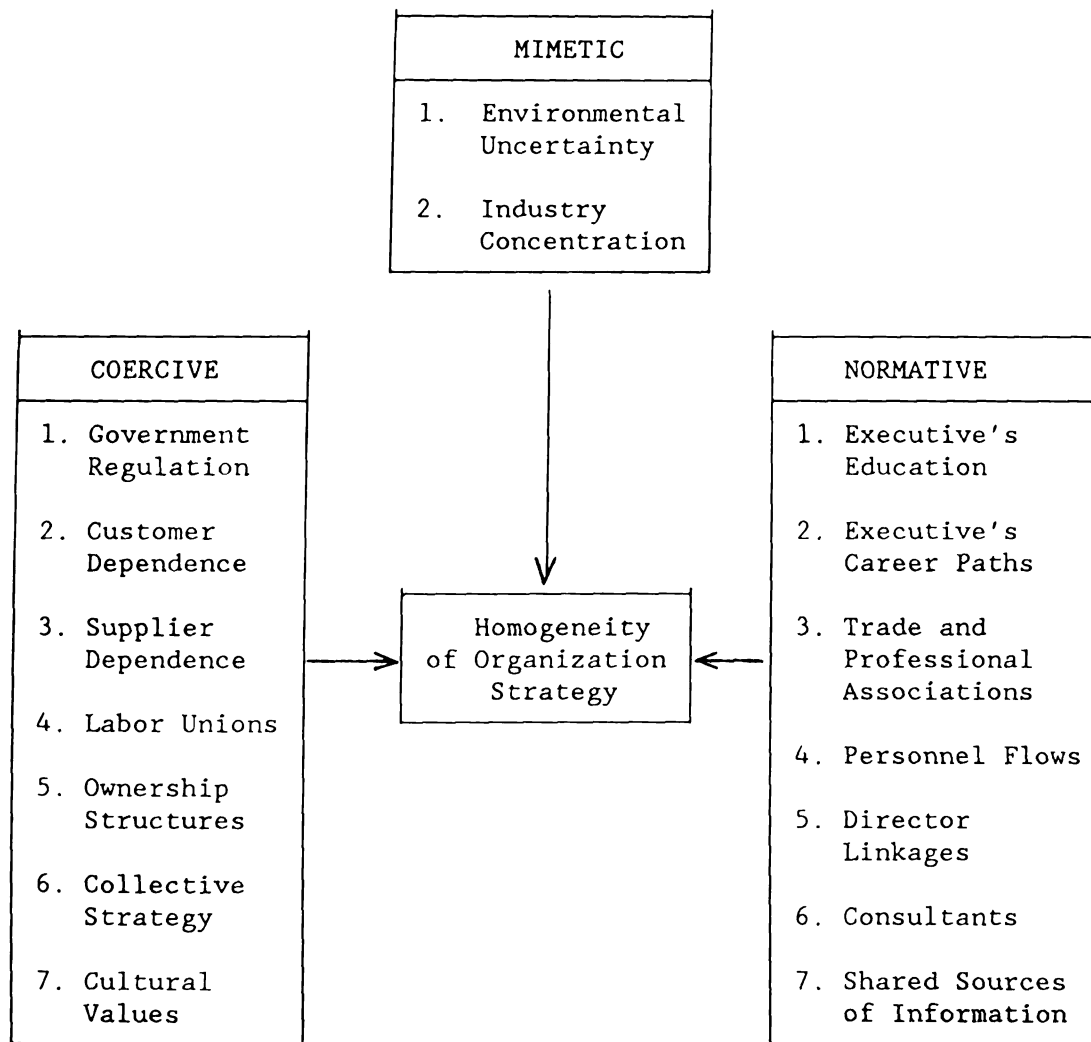 MIMETIC
1. Environmental
Uncertainty
2. Industry
Concentration
COERCIVE
1. Government
Regulation
2. Customer
Dependence
3. Supplier
Dependence
4. Labor Unions
5. Ownership
Structures
6. Collective
Strategy
7. Cultural
Values
Homogeneity
of Organization
Strategy
NORMATIVE
1. Executive's
Education
2. Executive's
Career Paths
3. Trade and
Professional
Associations
4. Personnel Flows
5. Director
Linkages
6. Consultants
7. Shared Sources
of Information